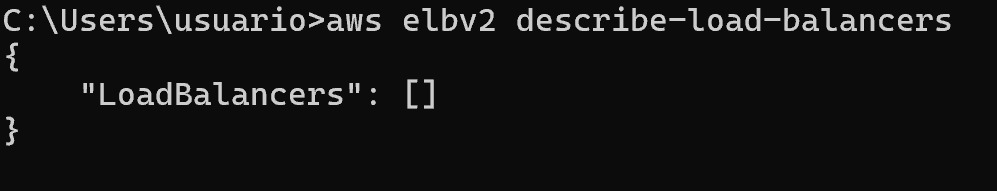 C:\Users\usuario>aws elbv2 describe-load-balancers
{
    "LoadBalancers": []
}